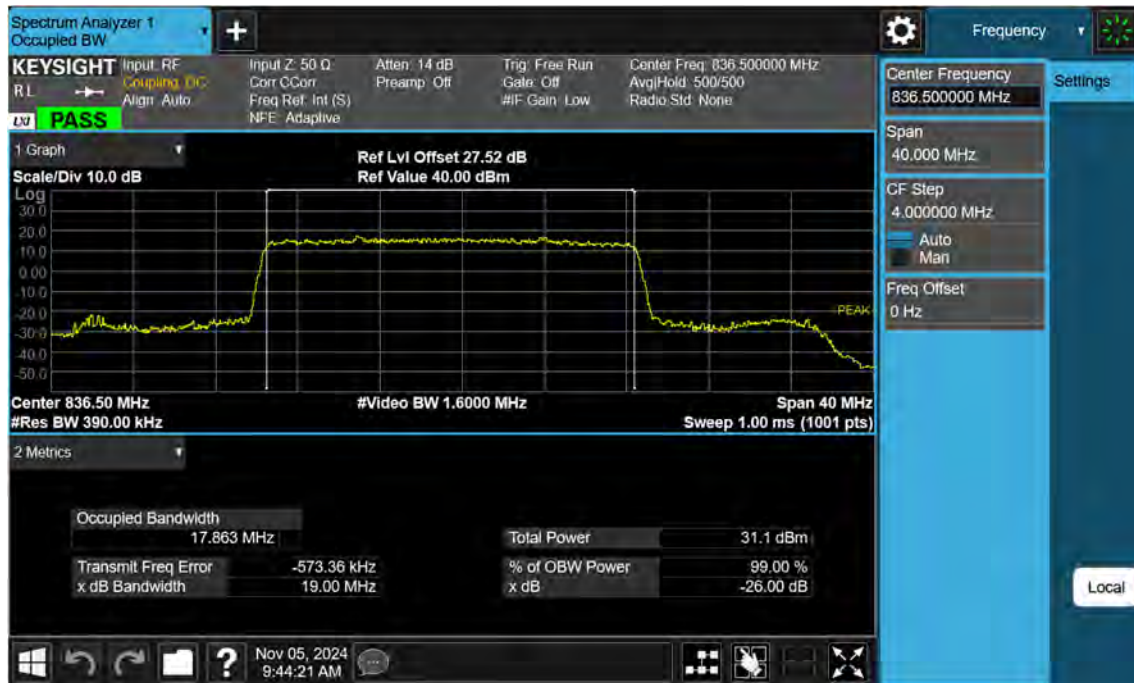 Spectrum Analyzer 1
Occupied BW
Frequency
KEYSIGHT
RL
LXI PASS
Input: RF
Coupling: DC
Align: Auto
Input Z: 50 Ω
Corr CCorr
Freq Ref: Int (S)
NFE: Adaptive
Atten: 14 dB
Preamp: Off
Trig: Free Run
Gate: Off
#IF Gain: Low
Center Freq: 836.500000 MHz
Avg|Hold: 500/500
Radio Std: None
Center Frequency
836.500000 MHz
Settings
Span
40.000 MHz
CF Step
4.000000 MHz
Auto
Man
Freq Offset
0 Hz
Local
1 Graph
Scale/Div 10.0 dB
Ref Lvl Offset 27.52 dB
Ref Value 40.00 dBm
Log
30.0
20.0
10.0
0.00
-10.0
-20.0
-30.0
-40.0
-50.0
PEAK
Center 836.50 MHz
#Video BW 1.6000 MHz
Span 40 MHz
#Res BW 390.00 kHz
Sweep 1.00 ms (1001 pts)
2 Metrics
Occupied Bandwidth
17.863 MHz
Total Power 31.1 dBm
Transmit Freq Error -573.36 kHz
% of OBW Power 99.00 %
x dB Bandwidth 19.00 MHz
x dB -26.00 dB
?
Nov 05, 2024
9:44:21 AM